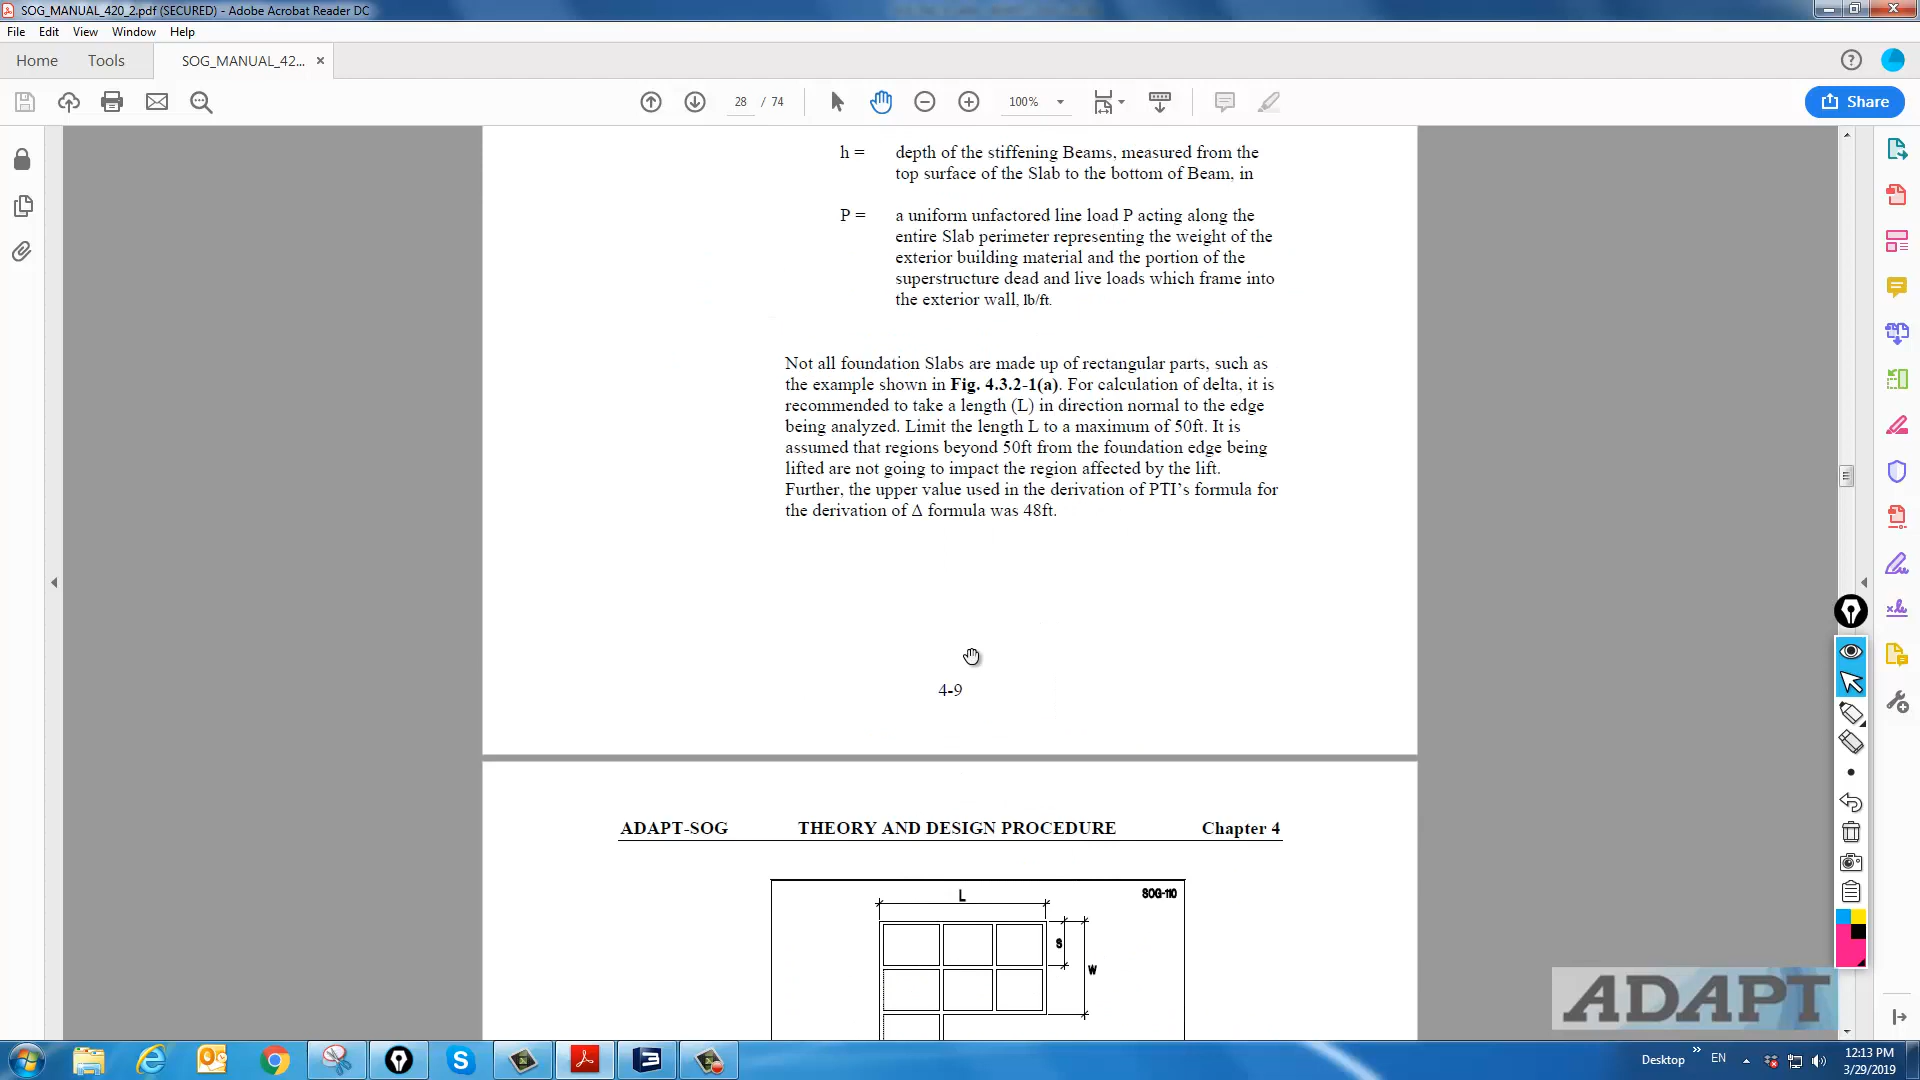 SOG_MANUAL_420_2.pdf (SECURED) - Adobe Acrobat Reader DC
File Edit View Window Help
Home Tools SOG_MANUAL_42... ×
28 / 74 100% Share
h = depth of the stiffening Beams, measured from the
top surface of the Slab to the bottom of Beam, in
P = a uniform unfactored line load P acting along the
entire Slab perimeter representing the weight of the
exterior building material and the portion of the
superstructure dead and live loads which frame into
the exterior wall, lb/ft.
Not all foundation Slabs are made up of rectangular parts, such as
the example shown in Fig. 4.3.2-1(a). For calculation of delta, it is
recommended to take a length (L) in direction normal to the edge
being analyzed. Limit the length L to a maximum of 50ft. It is
assumed that regions beyond 50ft from the foundation edge being
lifted are not going to impact the region affected by the lift.
Further, the upper value used in the derivation of PTI’s formula for
the derivation of Δ formula was 48ft.
4-9
ADAPT-SOG THEORY AND DESIGN PROCEDURE Chapter 4
L SOG-110
S
W
ADAPT
Desktop » EN 12:13 PM
3/29/2019